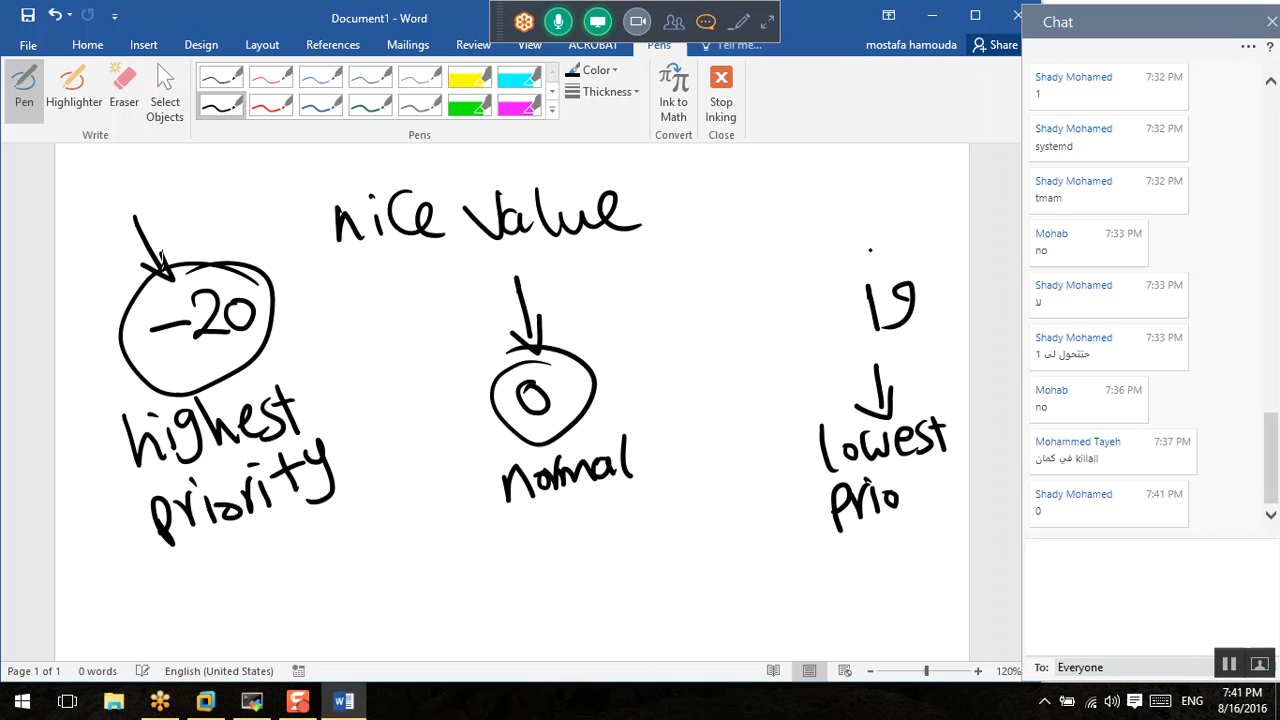 Document1 - Word
File
Home
Insert
Design
Layout
References
Mailings
Review
View
ACROBAT
Pens
Tell me...
mostafa hamouda
Share
Pen
Highlighter
Eraser
Select Objects
Color
Thickness
Ink to Math
Stop Inking
Write
Pens
Convert
Close
nice value
-20
highest
priority
0
normal
19
lowest
prio
Chat
Shady Mohamed 7:32 PM
1
Shady Mohamed 7:32 PM
systemd
Shady Mohamed 7:32 PM
tmam
Mohab 7:33 PM
no
Shady Mohamed 7:33 PM
لا
Shady Mohamed 7:33 PM
حتتحول لى 1
Mohab 7:36 PM
no
Mohammed Tayeh 7:37 PM
في كمان killall
Shady Mohamed 7:41 PM
0
To: Everyone
Page 1 of 1
0 words
English (United States)
120%
ENG
7:41 PM
8/16/2016